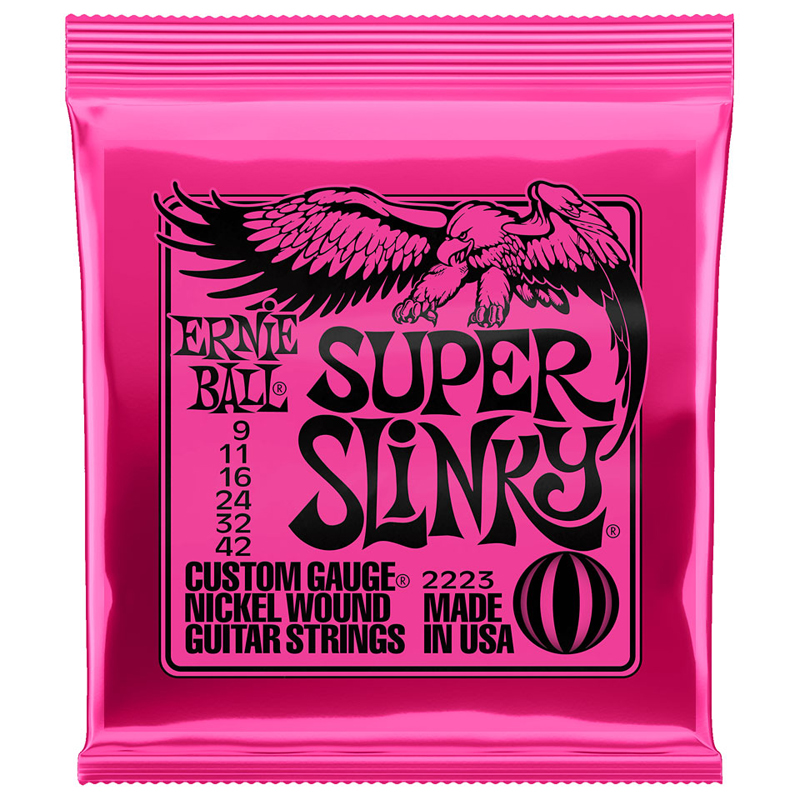 ERNiE
BALL®
SUPER
SLiNKY®
9
11
16
24
32
42
CUSTOM GAUGE® 2223
NICKEL WOUND MADE
GUITAR STRINGS IN USA